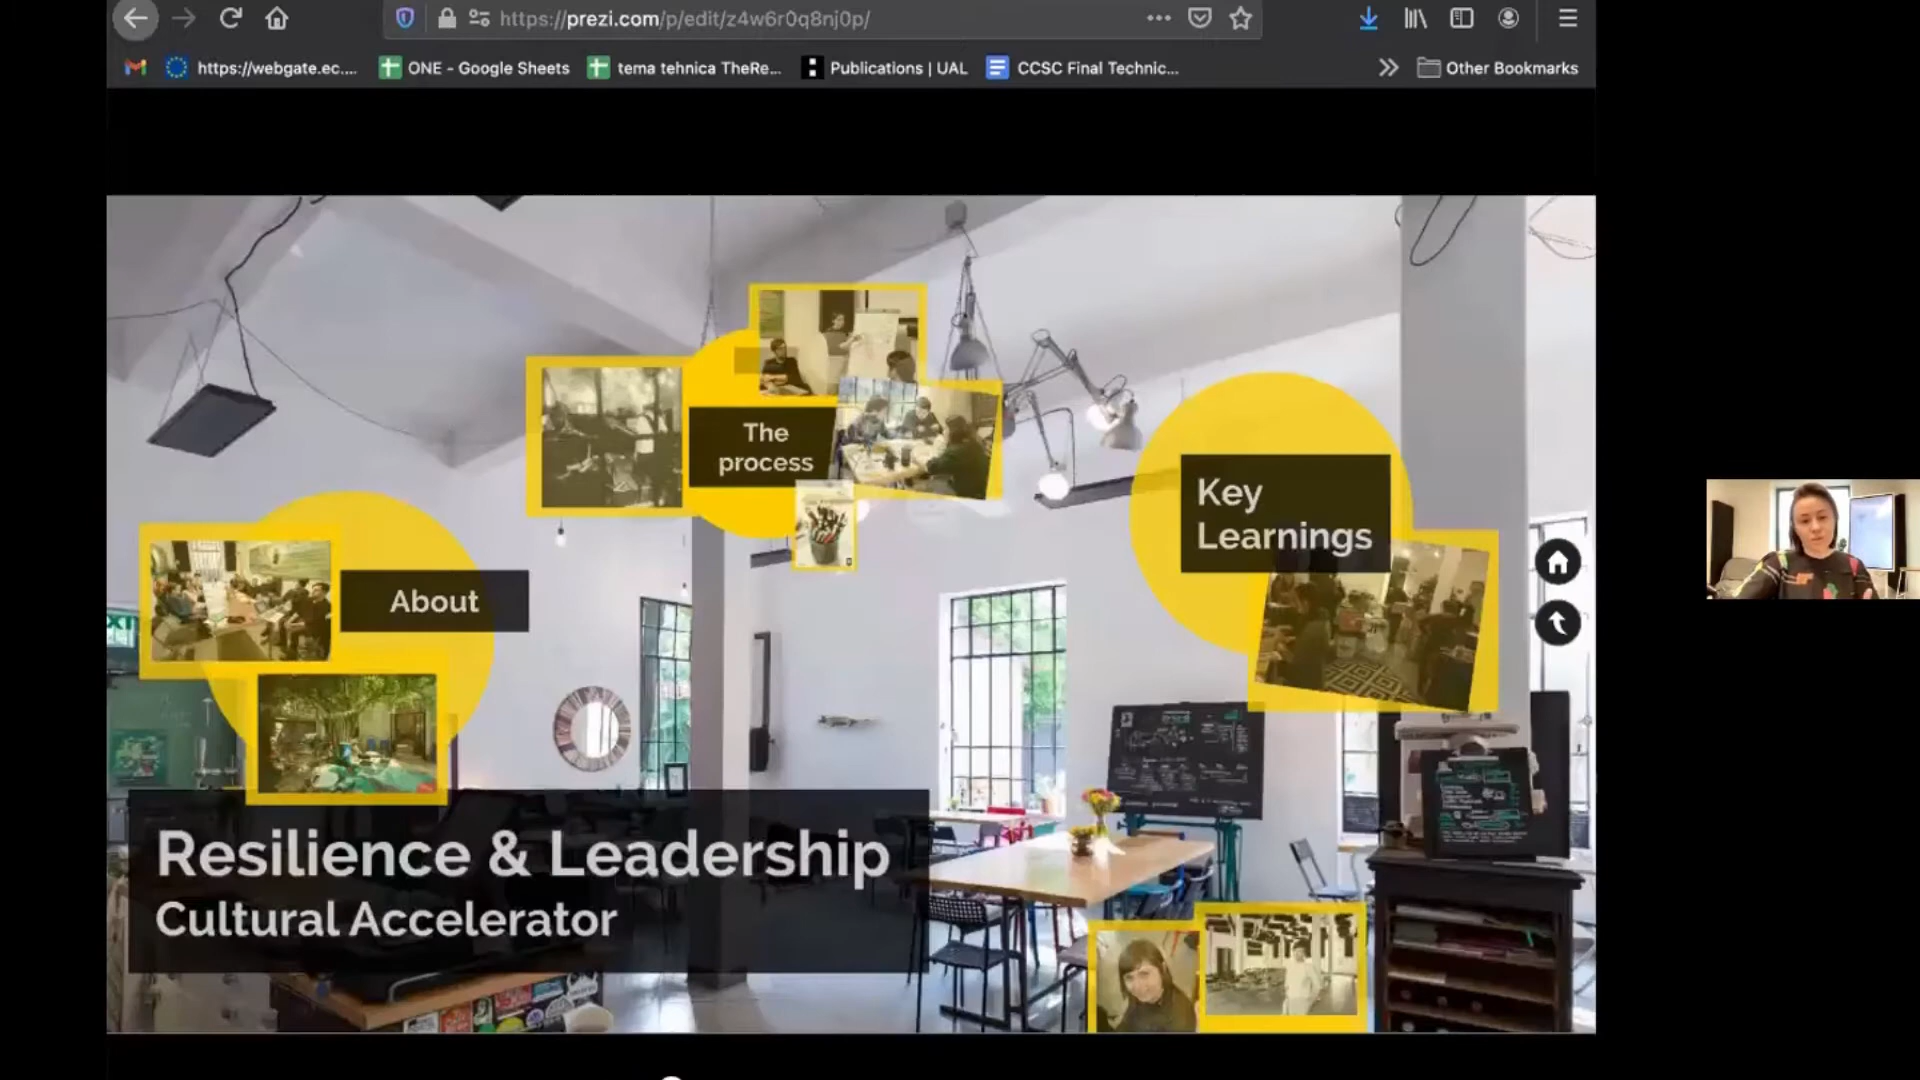 https://prezi.com/p/edit/z4w6r0q8nj0p/
https://webgate.ec.... ONE - Google Sheets tema tehnica TheRe... Publications | UAL CCSC Final Technic... Other Bookmarks
The
process
Key
Learnings
About
Resilience & Leadership
Cultural Accelerator